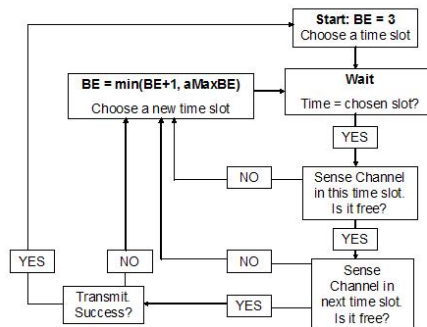 Start: BE = 3
Choose a time slot
BE = min(BE+1, aMaxBE)
Choose a new time slot
Wait
Time = chosen slot?
YES
NO
Sense Channel
in this time slot.
Is it free?
YES
YES
NO
NO
Sense
Channel in
next time slot.
Is it free?
Transmit.
Success?
YES